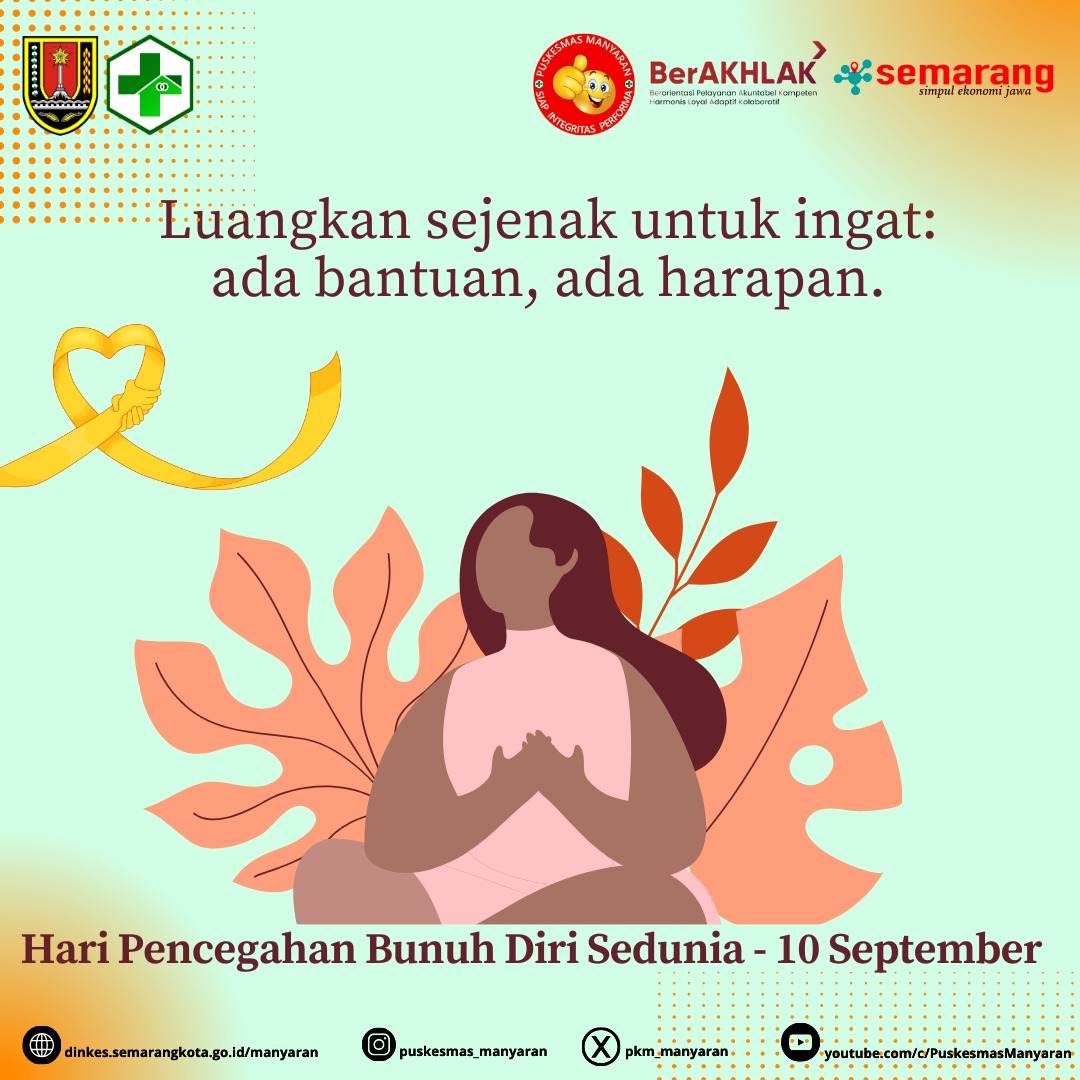 PUSKESMAS MANYARAN
SIAP INTEGRITAS PERFORMA
BerAKHLAK
Berorientasi Pelayanan Akuntabel Kompeten
Harmonis Loyal Adaptif Kolaboratif
semarang
simpul ekonomi jawa
Luangkan sejenak untuk ingat:
ada bantuan, ada harapan.
Hari Pencegahan Bunuh Diri Sedunia - 10 September
dinkes.semarangkota.go.id/manyaran
puskesmas_manyaran
pkm_manyaran
youtube.com/c/PuskesmasManyaran